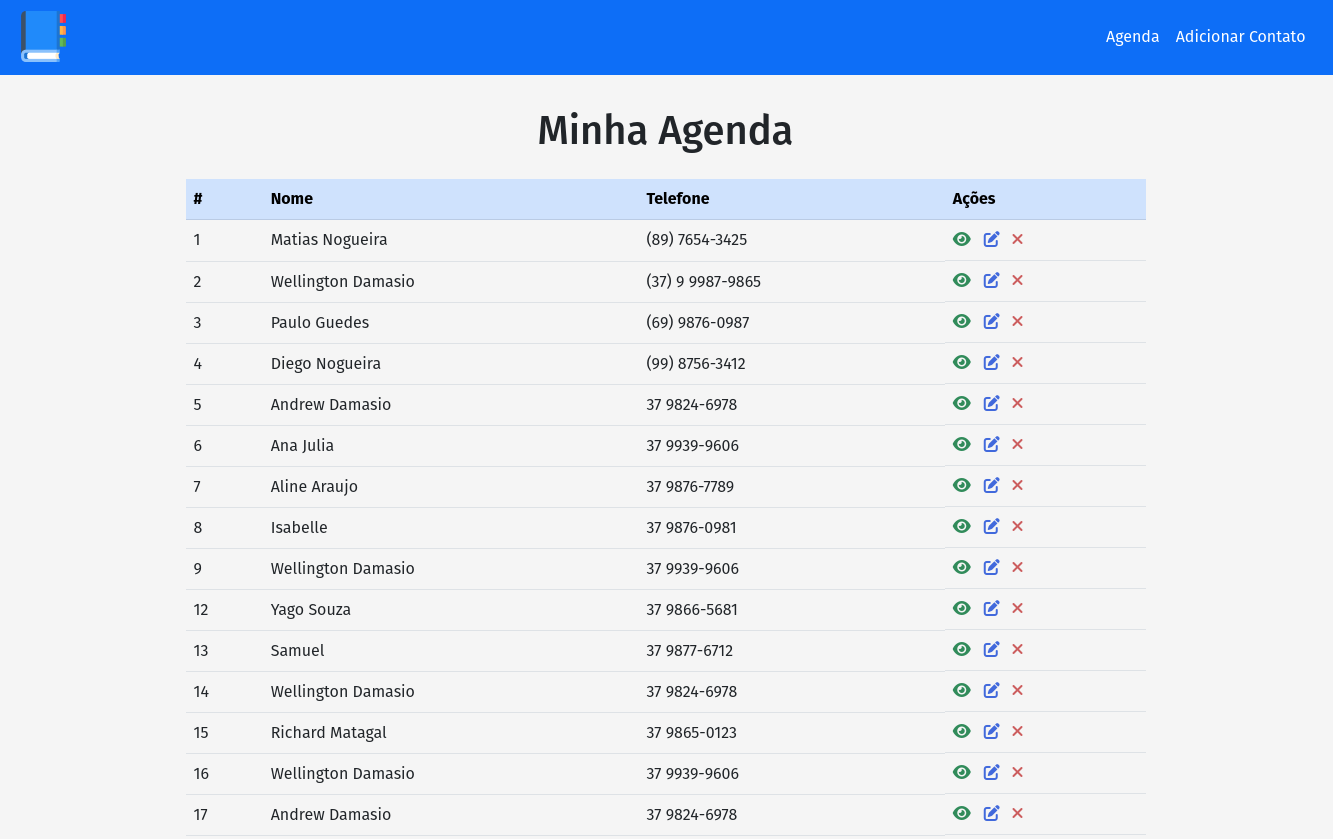 Agenda Adicionar Contato
Minha Agenda
# Nome Telefone Ações
1 Matias Nogueira (89) 7654-3425
2 Wellington Damasio (37) 9 9987-9865
3 Paulo Guedes (69) 9876-0987
4 Diego Nogueira (99) 8756-3412
5 Andrew Damasio 37 9824-6978
6 Ana Julia 37 9939-9606
7 Aline Araujo 37 9876-7789
8 Isabelle 37 9876-0981
9 Wellington Damasio 37 9939-9606
12 Yago Souza 37 9866-5681
13 Samuel 37 9877-6712
14 Wellington Damasio 37 9824-6978
15 Richard Matagal 37 9865-0123
16 Wellington Damasio 37 9939-9606
17 Andrew Damasio 37 9824-6978